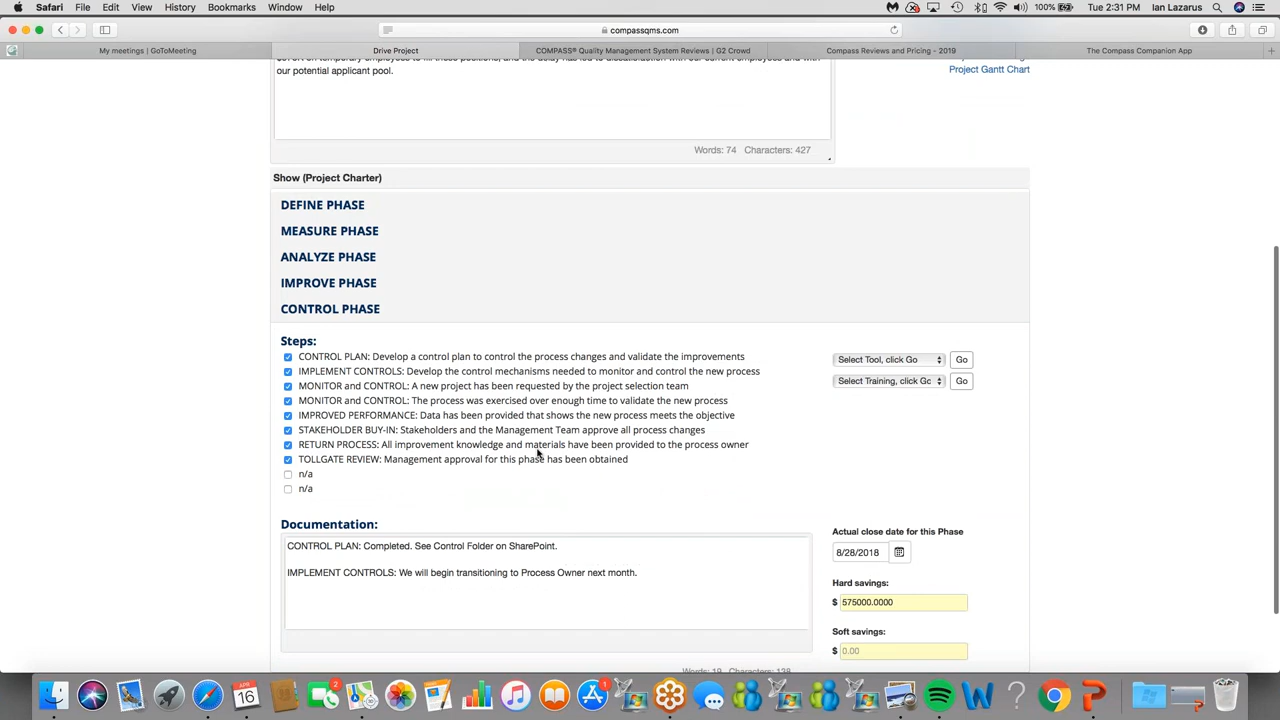 Safari File Edit View History Bookmarks Window Help 100% Tue 2:31 PM Ian Lazarus
compassqms.com
My meetings | GoToMeeting Drive Project COMPASS® Quality Management System Reviews | G2 Crowd Compass Reviews and Pricing - 2019 The Compass Companion App
our potential applicant pool.
Project Gantt Chart
Words: 74 Characters: 427
Show (Project Charter)
DEFINE PHASE
MEASURE PHASE
ANALYZE PHASE
IMPROVE PHASE
CONTROL PHASE
Steps:
CONTROL PLAN: Develop a control plan to control the process changes and validate the improvements
IMPLEMENT CONTROLS: Develop the control mechanisms needed to monitor and control the new process
MONITOR and CONTROL: A new project has been requested by the project selection team
MONITOR and CONTROL: The process was exercised over enough time to validate the new process
IMPROVED PERFORMANCE: Data has been provided that shows the new process meets the objective
STAKEHOLDER BUY-IN: Stakeholders and the Management Team approve all process changes
RETURN PROCESS: All improvement knowledge and materials have been provided to the process owner
TOLLGATE REVIEW: Management approval for this phase has been obtained
n/a
n/a
Select Tool, click Go Go
Select Training, click Gc Go
Documentation:
CONTROL PLAN: Completed. See Control Folder on SharePoint.
IMPLEMENT CONTROLS: We will begin transitioning to Process Owner next month.
Actual close date for this Phase
8/28/2018
Hard savings:
$ 575000.0000
Soft savings:
$ 0.00
Words: 19 Characters: 138
APR
16
2
1